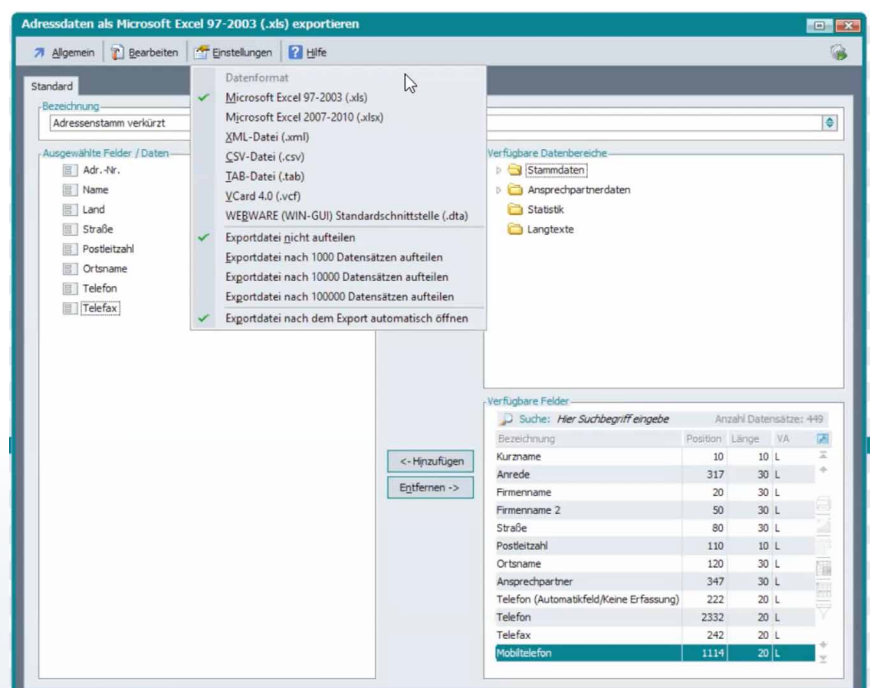 Adressdaten als Microsoft Excel 97-2003 (.xls) exportieren
Allgemein Bearbeiten Einstellungen Hilfe
Standard
Bezeichnung
Adressenstamm verkürzt
Datenformat
Microsoft Excel 97-2003 (.xls)
Microsoft Excel 2007-2010 (.xlsx)
XML-Datei (.xml)
CSV-Datei (.csv)
TAB-Datei (.tab)
VCard 4.0 (.vcf)
WEBWARE (WIN-GUI) Standardschnittstelle (.dta)
Exportdatei nicht aufteilen
Exportdatei nach 1000 Datensätzen aufteilen
Exportdatei nach 10000 Datensätzen aufteilen
Exportdatei nach 100000 Datensätzen aufteilen
Exportdatei nach dem Export automatisch öffnen
Ausgewählte Felder / Daten
Adr.-Nr.
Name
Land
Straße
Postleitzahl
Ortsname
Telefon
Telefax
<- Hinzufügen
Entfernen ->
Verfügbare Datenbereiche
Stammdaten
Ansprechpartnerdaten
Statistik
Langtexte
Verfügbare Felder
Suche: Hier Suchbegriff eingebe Anzahl Datensätze: 449
Bezeichnung Position Länge VA
Kurzname 10 10 L
Anrede 317 30 L
Firmenname 20 30 L
Firmenname 2 50 30 L
Straße 80 30 L
Postleitzahl 110 10 L
Ortsname 120 30 L
Ansprechpartner 347 30 L
Telefon (Automatikfeld/Keine Erfassung) 222 20 L
Telefon 2332 20 L
Telefax 242 20 L
Mobiltelefon 1114 20 L